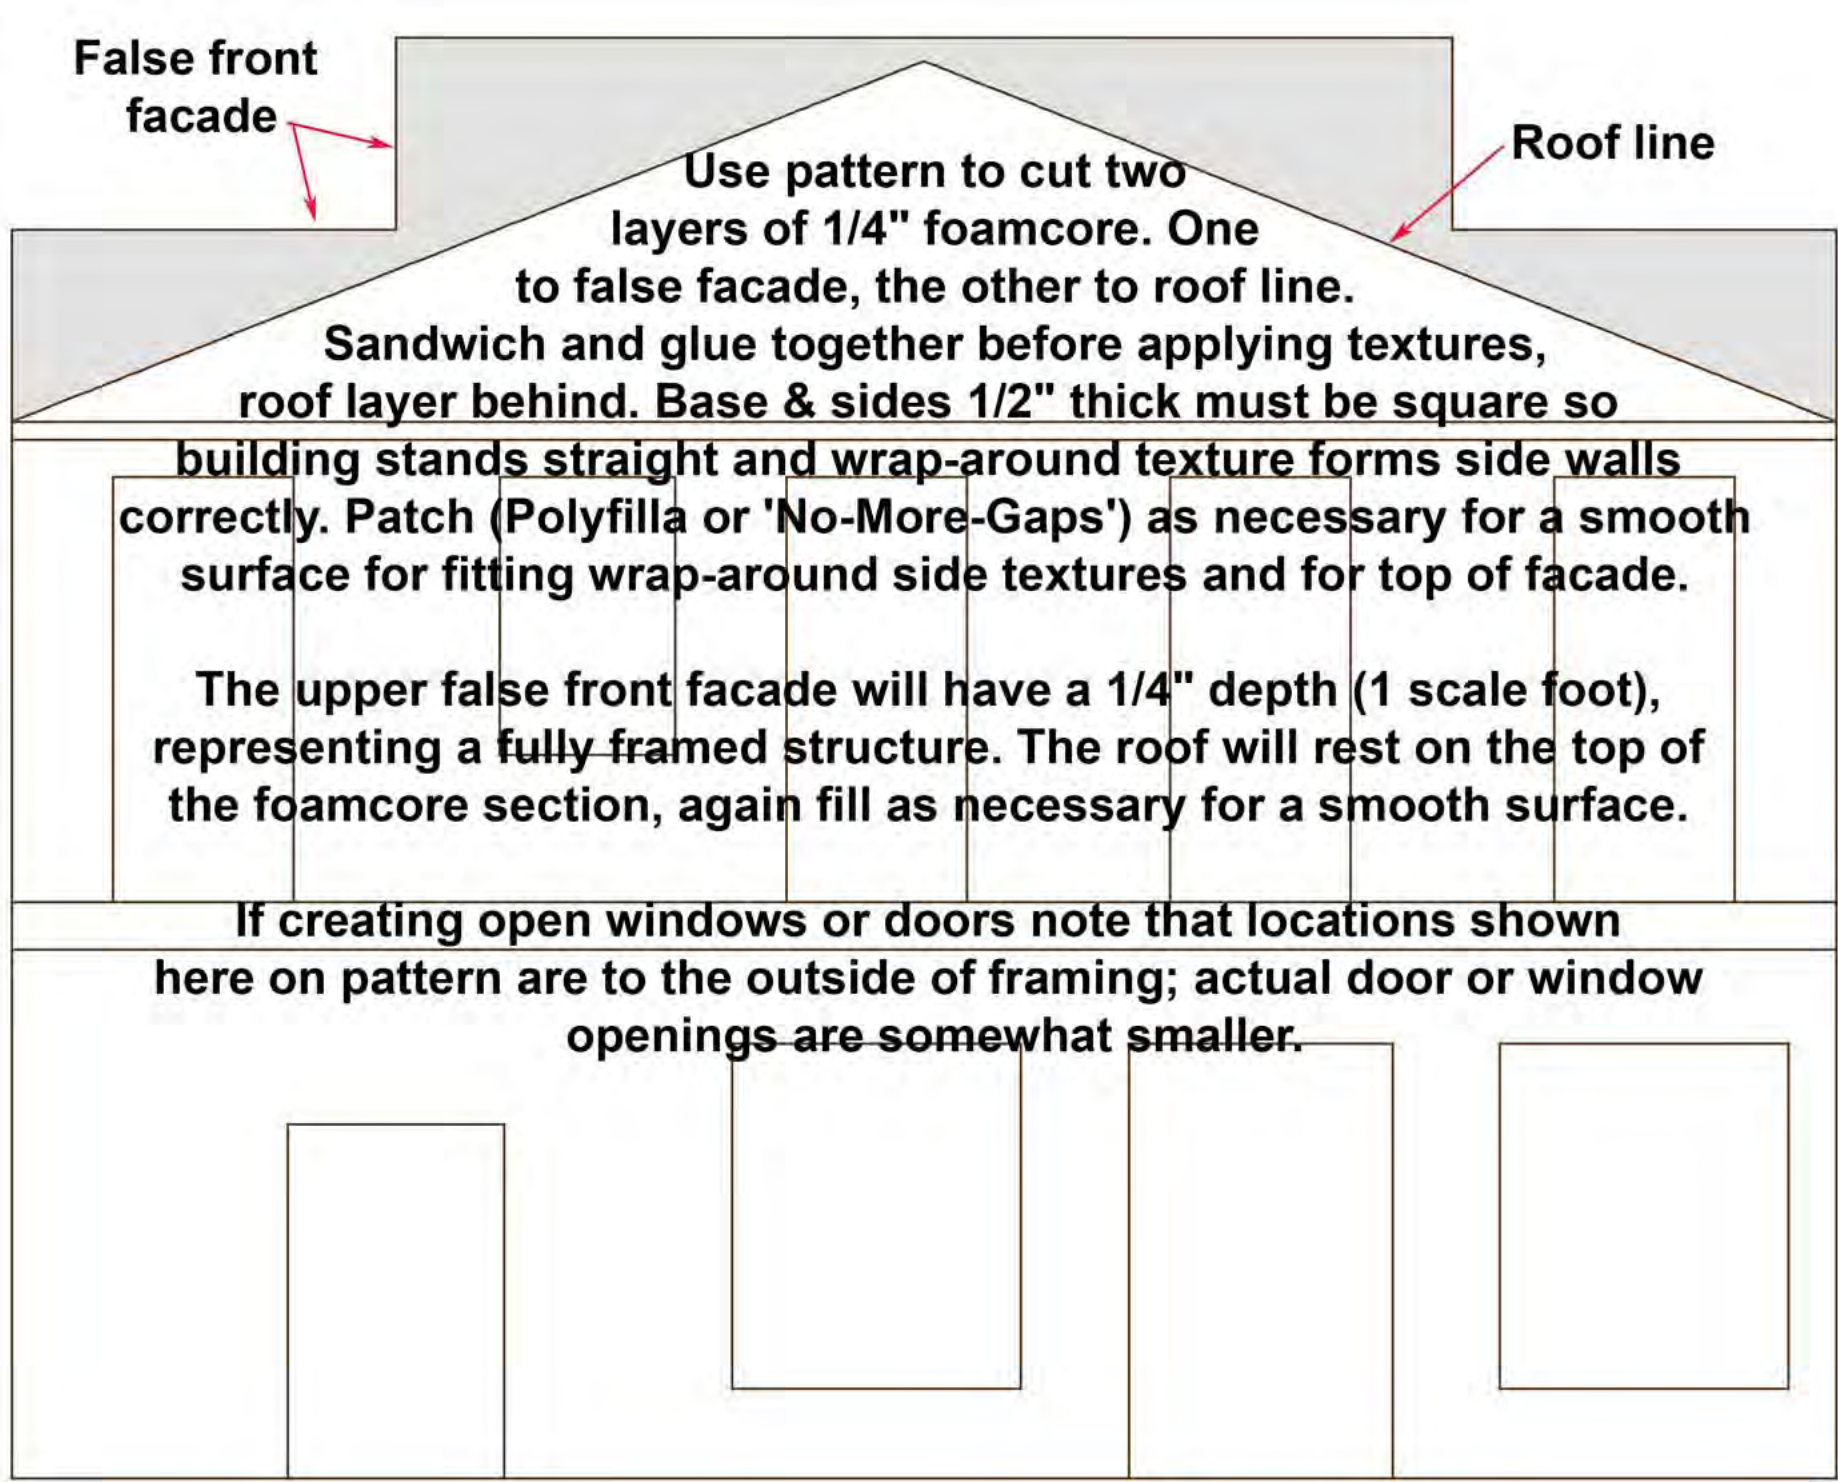 False front
facade
Roof line
Use pattern to cut two
layers of 1/4" foamcore. One
to false facade, the other to roof line.
Sandwich and glue together before applying textures,
roof layer behind. Base & sides 1/2" thick must be square so
building stands straight and wrap-around texture forms side walls
correctly. Patch (Polyfilla or 'No-More-Gaps') as necessary for a smooth
surface for fitting wrap-around side textures and for top of facade.
The upper false front facade will have a 1/4" depth (1 scale foot),
representing a fully framed structure. The roof will rest on the top of
the foamcore section, again fill as necessary for a smooth surface.
If creating open windows or doors note that locations shown
here on pattern are to the outside of framing; actual door or window
openings are somewhat smaller.